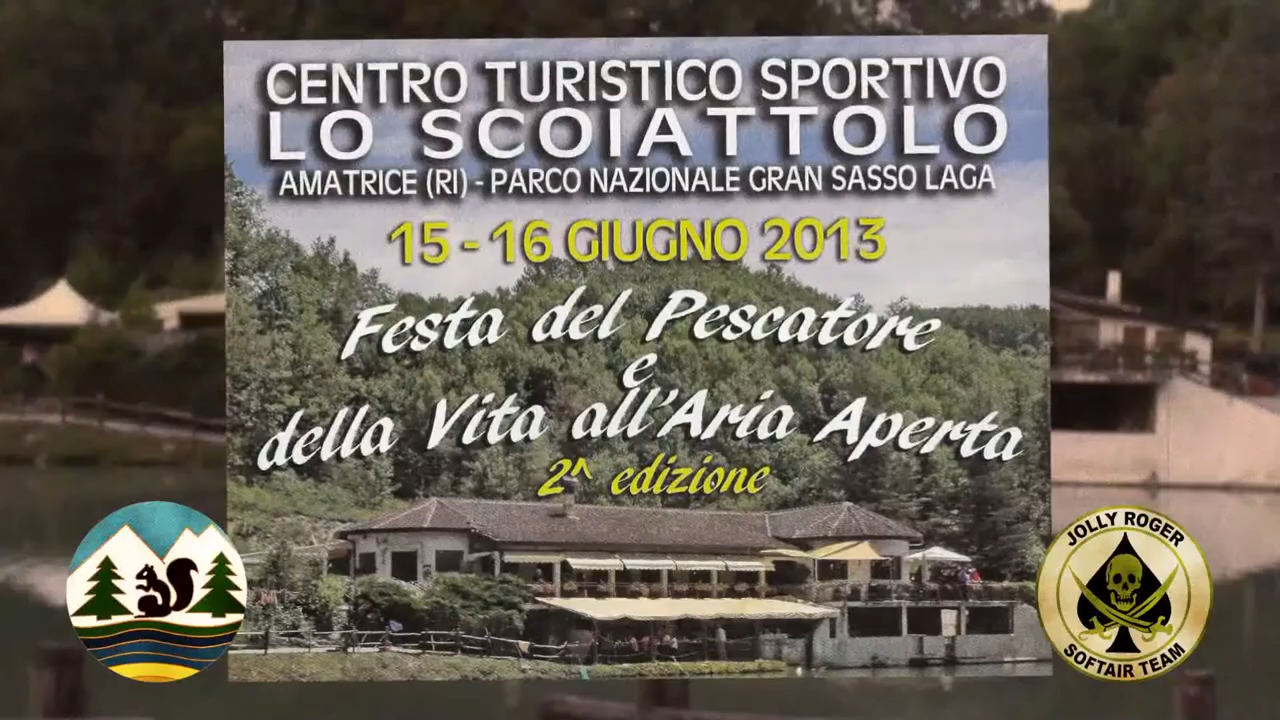 CENTRO TURISTICO SPORTIVO
LO SCOIATTOLO
AMATRICE (RI) - PARCO NAZIONALE GRAN SASSO LAGA
15 - 16 GIUGNO 2013
Festa del Pescatore
e
della Vita all'Aria Aperta
2^ edizione
JOLLY ROGER
SOFTAIR TEAM